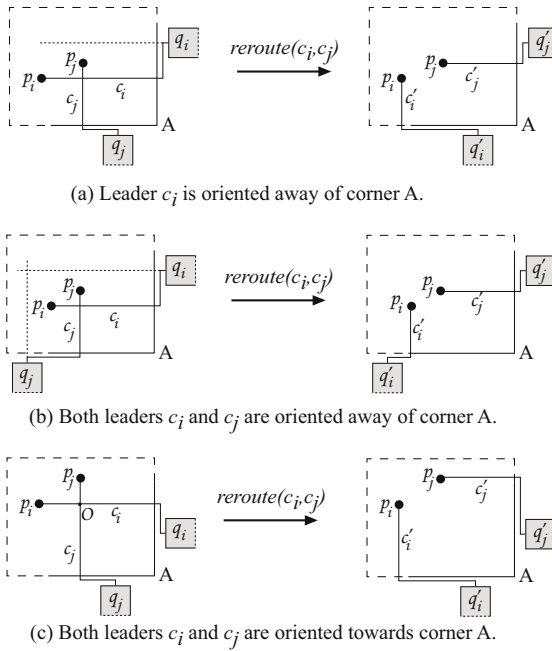 q_i
p_j
reroute(c_i,c_j)
q'_j
p_j
c'_j
p_i
c_i
p_i
c_j
c'_i
A
A
q_j
q'_i
(a) Leader c_i is oriented away of corner A.
q_i
reroute(c_i,c_j)
q'_j
p_j
p_j
c'_j
p_i
c_i
p_i
c_j
c'_i
A
A
q_j
q'_i
(b) Both leaders c_i and c_j are oriented away of corner A.
p_j
reroute(c_i,c_j)
p_j
c'_j
p_i
O
c_i
p_i
q_i
q'_j
c_j
c'_i
A
A
q_j
q'_i
(c) Both leaders c_i and c_j are oriented towards corner A.